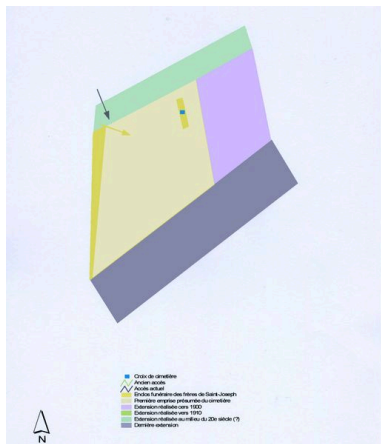 Croix de cimetière
Ancien accès
Accès actuel
Enclos funéraire des frères de Saint-Joseph
Première emprise présumée du cimetière
Extension réalisée vers 1900
Extension réalisée vers 1910
Extension réalisée au milieu du 20e siècle (?)
Dernière extension
N